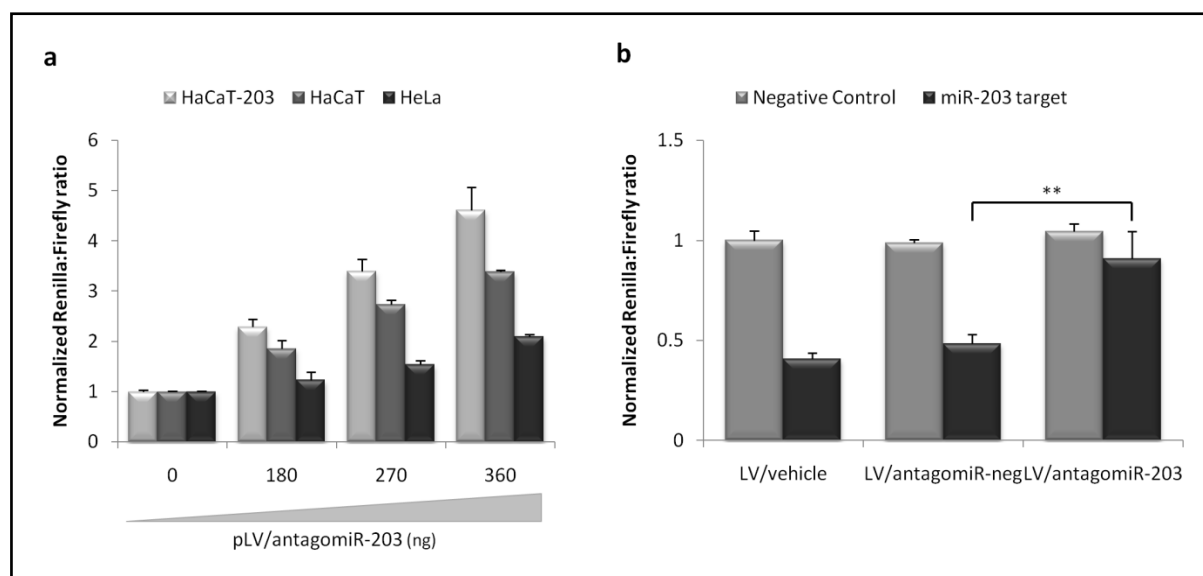 a
HaCaT-203 HaCaT HeLa
Normalized Renilla:Firefly ratio
6
5
4
3
2
1
0
0 180 270 360
pLV/antagomiR-203 (ng)
b
Negative Control miR-203 target
Normalized Renilla:Firefly ratio
1.5
1
0.5
0
**
LV/vehicle LV/antagomiR-neg LV/antagomiR-203